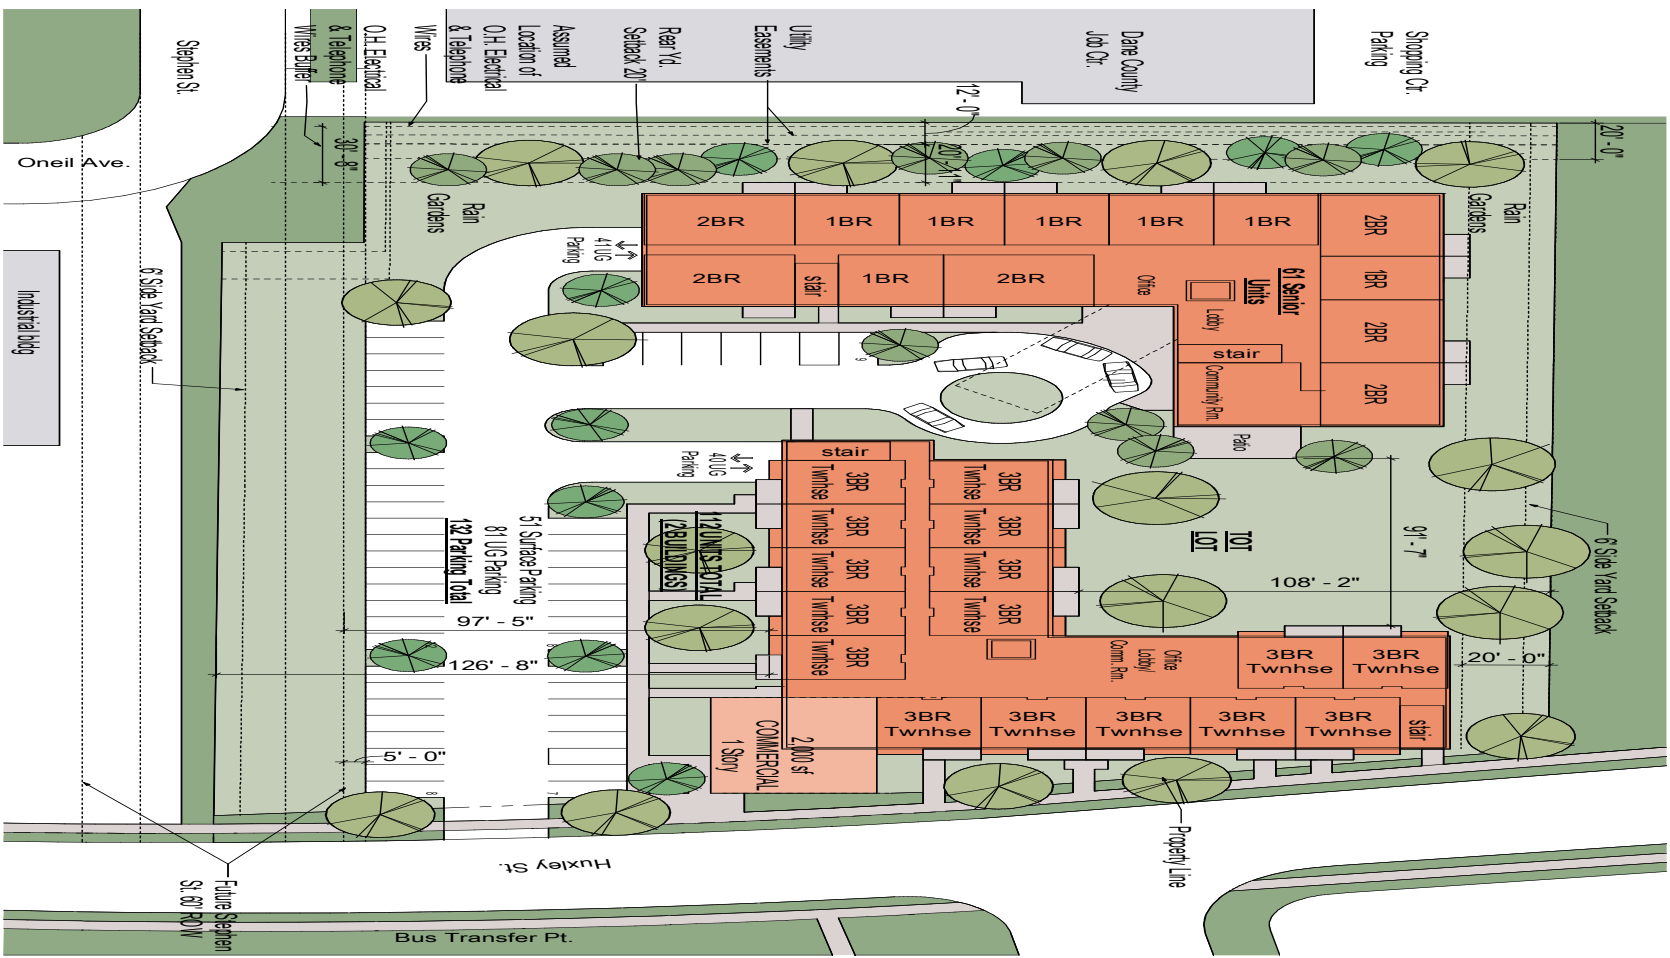 Stephen St.
Oneil Ave.
O.H. Electrical
& Telephone
Wires Buffer
Assumed
Location of
O.H. Electrical
& Telephone
Wires
Rear Yd.
Setback 20'
Utility
Easements
Dane County
Job Ctr.
Shopping Ctr.
Parking
12' - 0"
20' - 11"
20' - 0"
30' - 8"
Rain
Gardens
Rain
Gardens
41 UG
Parking
2BR
1BR
1BR
1BR
1BR
1BR
2BR
2BR
stair
1BR
2BR
Office
61 Senior
Units
Lobby
1BR
2BR
2BR
stair
Community Rm.
Patio
9
6' Side Yard Setback
Industrial bldg
40 UG
Parking
stair
3BR
Twnhse
3BR
Twnhse
3BR
Twnhse
3BR
Twnhse
3BR
Twnhse
3BR
Twnhse
3BR
Twnhse
3BR
Twnhse
3BR
Twnhse
TOT
LOT
91' - 7"
108' - 2"
6' Side Yard Setback
112 UNITS TOTAL
(2 BUILDINGS)
51 Surface Parking
81 UG Parking
132 Parking Total
97' - 5"
126' - 8"
5' - 0"
Office
Lobby/
Comm. Rm.
3BR
Twnhse
3BR
Twnhse
20' - 0"
2,000 sf
COMMERCIAL
1 Story
3BR
Twnhse
3BR
Twnhse
3BR
Twnhse
3BR
Twnhse
3BR
Twnhse
stair
8
7
Property Line
Huxley St.
Future Stephen
St. 60' ROW
Bus Transfer Pt.